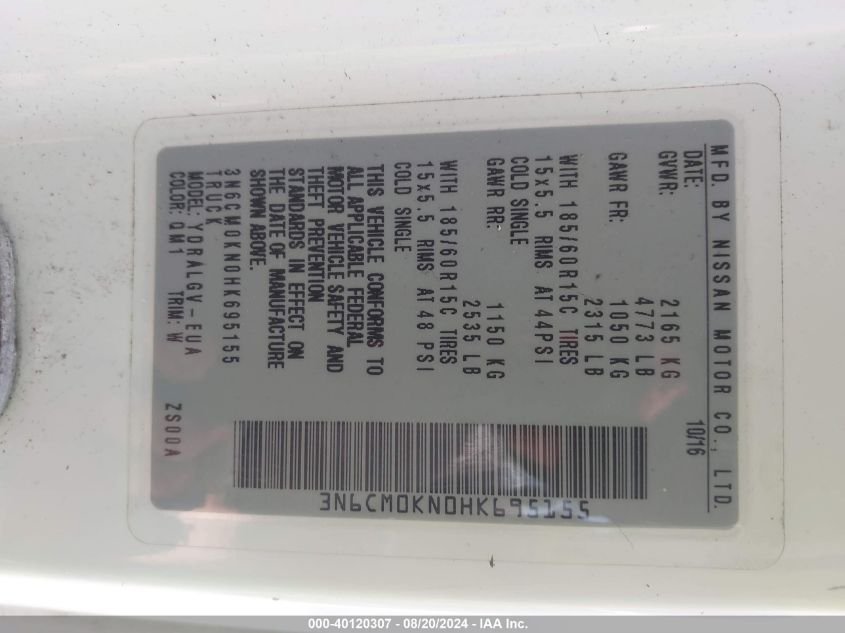 MFD. BY NISSAN MOTOR CO., LTD.
DATE: 10/16
GVWR: 2165 KG
4773 LB
GAWR FR: 1050 KG
2315 LB
WITH 185/60R15C TIRES
15x5.5 RIMS AT 44PSI
COLD SINGLE
GAWR RR: 1150 KG
2535 LB
WITH 185/60R15C TIRES
15x5.5 RIMS AT 48 PSI
COLD SINGLE
THIS VEHICLE CONFORMS TO
ALL APPLICABLE FEDERAL
MOTOR VEHICLE SAFETY AND
THEFT PREVENTION
STANDARDS IN EFFECT ON
THE DATE OF MANUFACTURE
SHOWN ABOVE.
3N6CM0KN0HK695155
TRUCK
MODEL: YDRALGV-EUA
COLOR: QM1 TRIM: W ZS00A
3N6CM0KN0HK695155
000-40120307 - 08/20/2024 - IAA Inc.